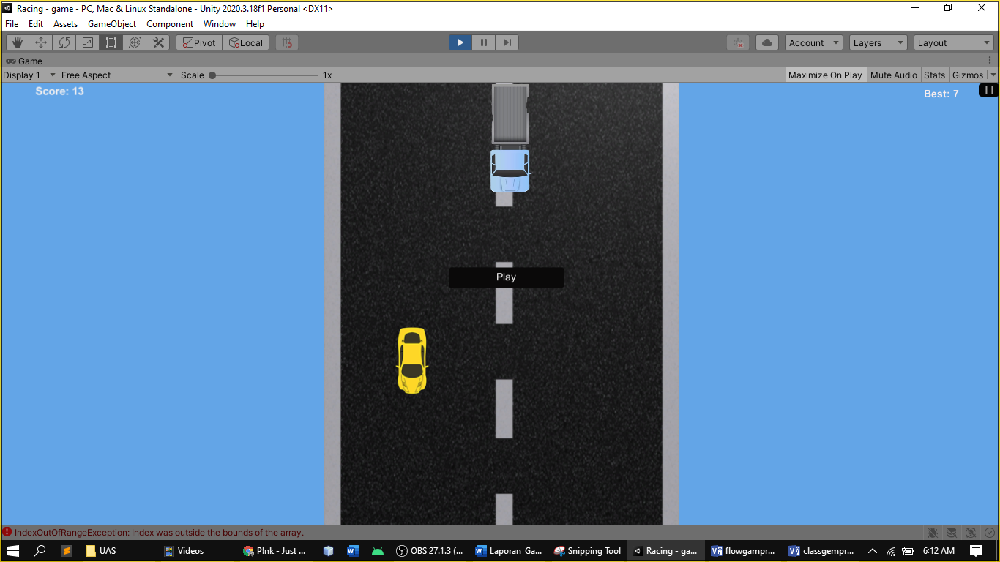 Racing - game - PC, Mac & Linux Standalone - Unity 2020.3.18f1 Personal <DX11>
File Edit Assets GameObject Component Window Help
Pivot Local Account Layers Layout
Game
Display 1 Free Aspect Scale 1x Maximize On Play Mute Audio Stats Gizmos
Score: 13 Best: 7
Play
IndexOutOfRangeException: Index was outside the bounds of the array.
UAS Videos P!nk - Just ... OBS 27.1.3 (... Laporan_Ga... Snipping Tool Racing - ga... flowgampr... classgempr... 6:12 AM